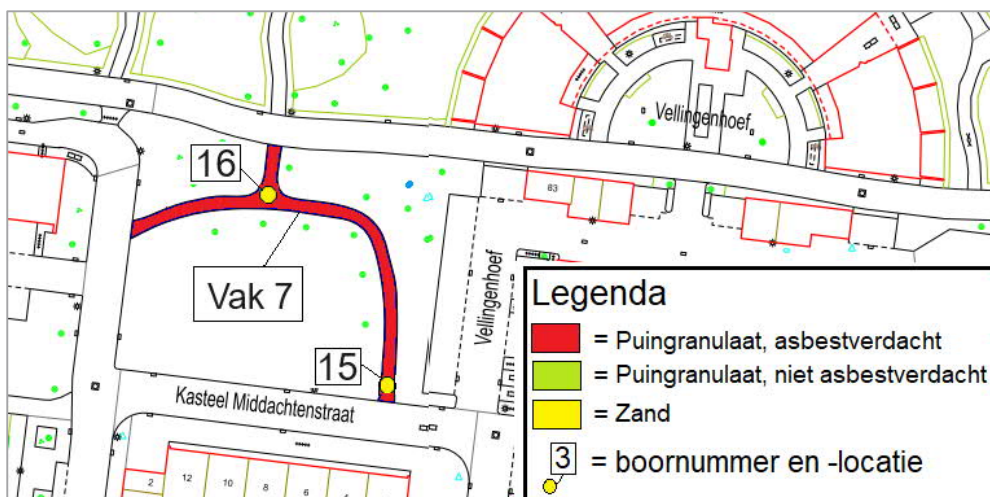 Vellingenhoef
16
83
Vak 7
Vellingenhoef
15
Kasteel Middachtenstraat
2
12
10
8
6
Legenda
= Puingranulaat, asbestverdacht
= Puingranulaat, niet asbestverdacht
= Zand
3 = boornummer en -locatie